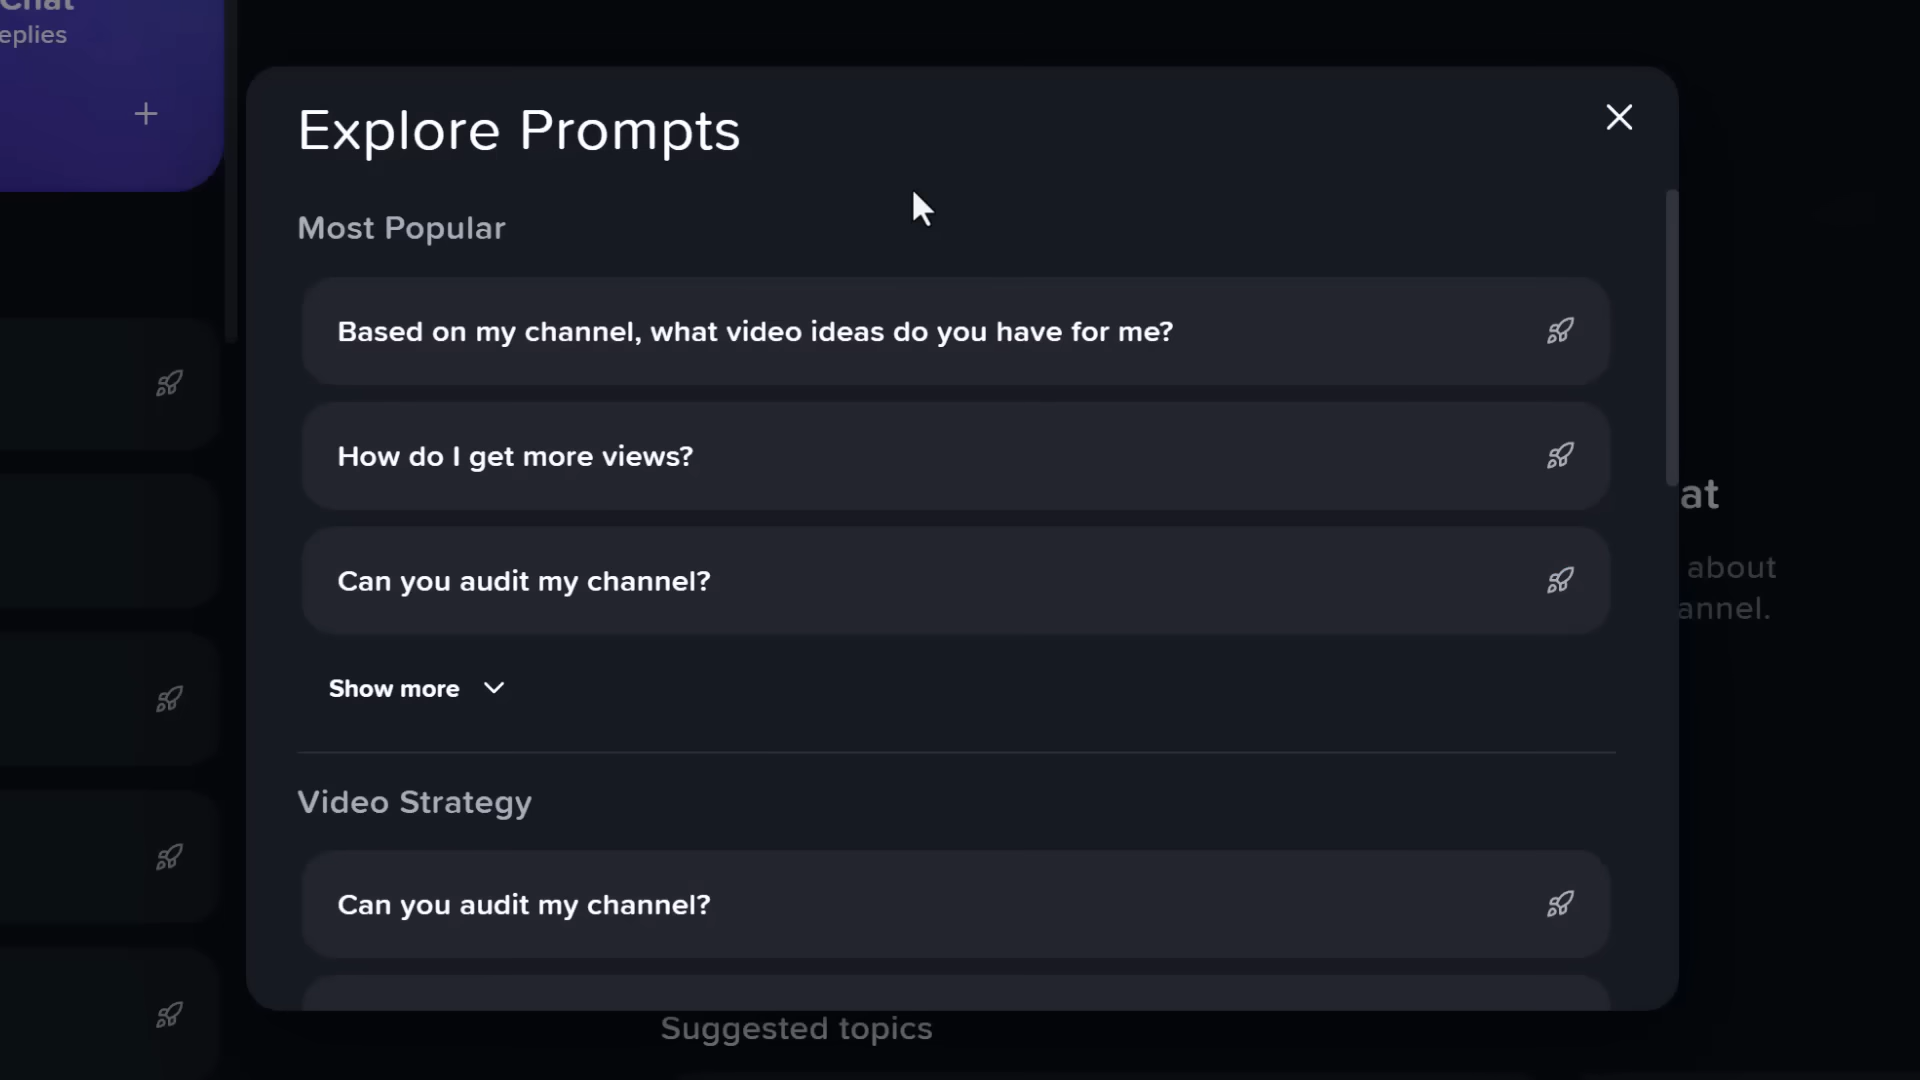 Chat
eplies
Explore Prompts
Most Popular
Based on my channel, what video ideas do you have for me?
How do I get more views?
Can you audit my channel?
Show more
at
about
annel.
Video Strategy
Can you audit my channel?
Suggested topics